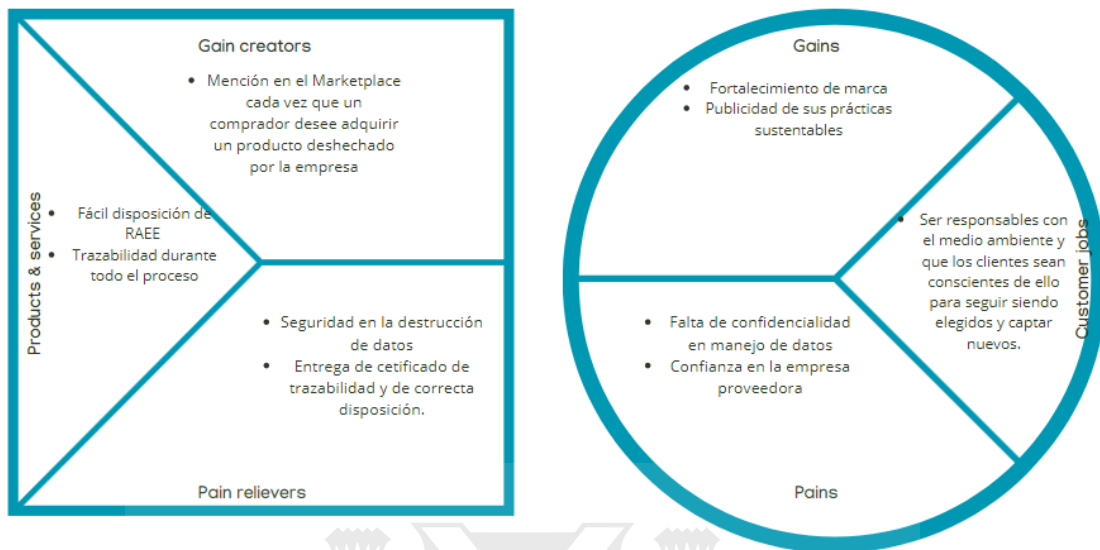 Gain creators
• Mención en el Marketplace
cada vez que un
comprador desee adquirir
un producto deshechado
por la empresa
Products & services
• Fácil disposición de
RAEE
• Trazabilidad durante
todo el proceso
• Seguridad en la destrucción
de datos
• Entrega de cetificado de
trazabilidad y de correcta
disposición.
Pain relievers
Gains
• Fortalecimiento de marca
• Publicidad de sus prácticas
sustentables
• Ser responsables con
el medio ambiente y
que los clientes sean
conscientes de ello
para seguir siendo
elegidos y captar
nuevos.
Customer jobs
• Falta de confidencialidad
en manejo de datos
• Confianza en la empresa
proveedora
Pains